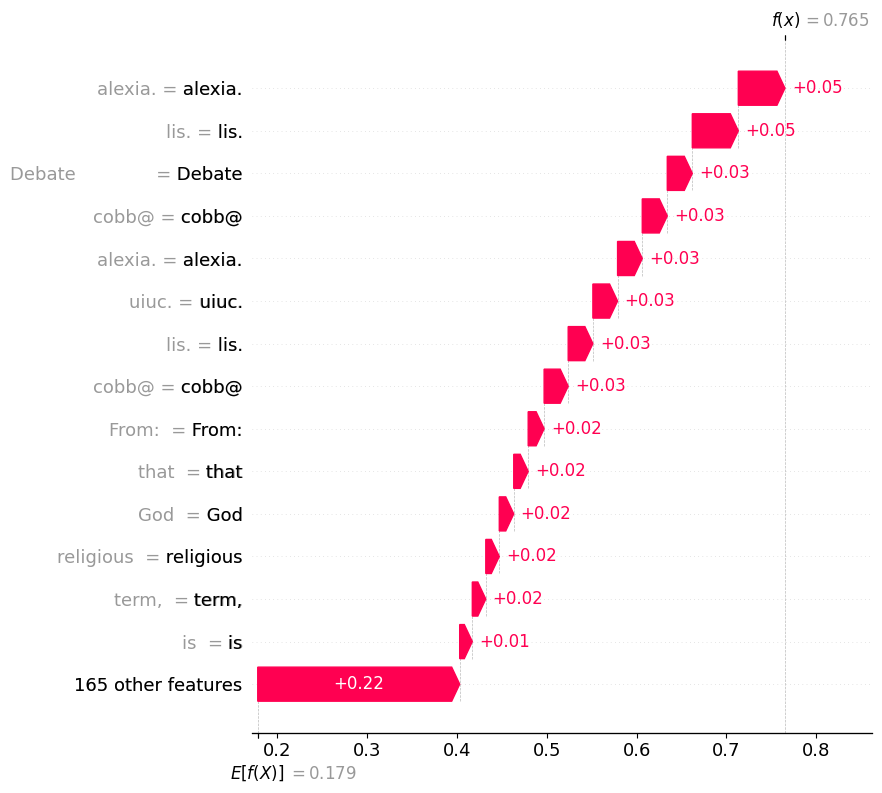 f(x) = 0.765
alexia. = alexia. +0.05
lis. = lis. +0.05
Debate = Debate +0.03
cobb@ = cobb@ +0.03
alexia. = alexia. +0.03
uiuc. = uiuc. +0.03
lis. = lis. +0.03
cobb@ = cobb@ +0.03
From: = From: +0.02
that = that +0.02
God = God +0.02
religious = religious +0.02
term, = term, +0.02
is = is +0.01
165 other features +0.22
0.2 0.3 0.4 0.5 0.6 0.7 0.8
E[f(X)] = 0.179